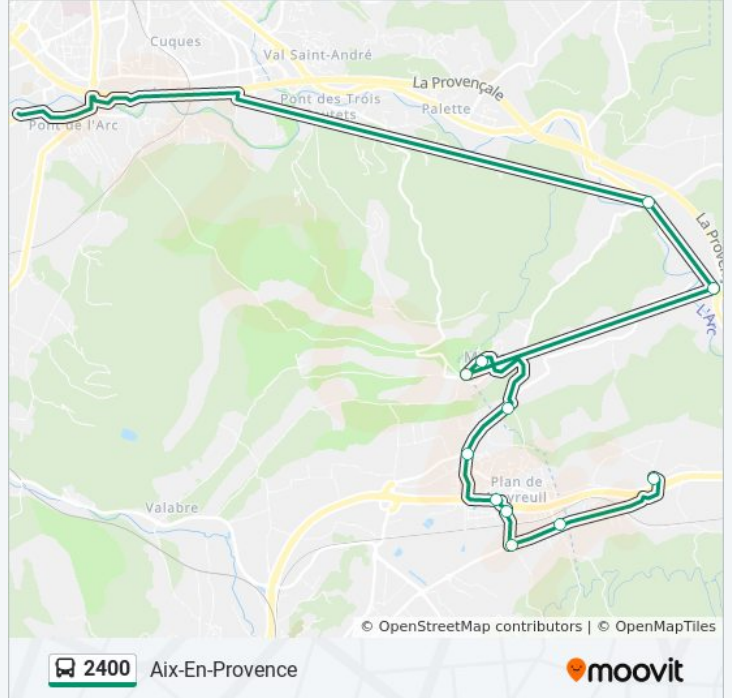 Cuques
Val Saint-André
La Provençale
Pont des Trois
Palette
Pont de l'Arc
La Proven
L'Arc
Plan de
Valabre
© OpenStreetMap contributors | © OpenMapTiles
2400 Aix-En-Provence
moovit